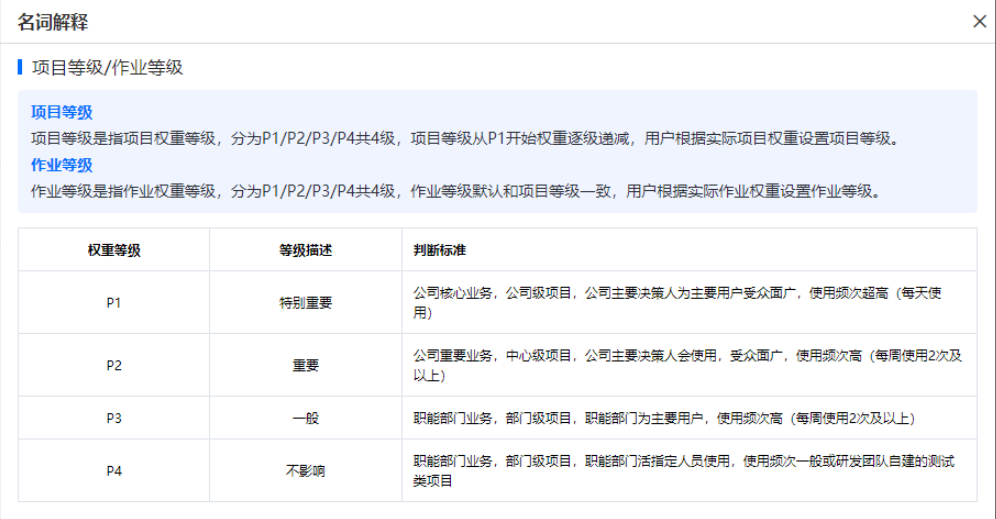 名词解释
项目等级/作业等级
项目等级
项目等级是指项目权重等级，分为P1/P2/P3/P4共4级，项目等级从P1开始权重逐级递减，用户根据实际项目权重设置项目等级。
作业等级
作业等级是指作业权重等级，分为P1/P2/P3/P4共4级，作业等级默认和项目等级一致，用户根据实际作业权重设置作业等级。
权重等级 等级描述 判断标准
P1 特别重要 公司核心业务，公司级项目，公司主要决策人为主要用户受众面广，使用频次超高（每天使
用）
P2 重要 公司重要业务，中心级项目，公司主要决策人会使用，受众面广，使用频次高（每周使用2次及
以上）
P3 一般 职能部门业务，部门级项目，职能部门为主要用户，使用频次高（每周使用2次及以上）
P4 不影响 职能部门业务，部门级项目，职能部门活指定人员使用，使用频次一般或研发团队自建的测试
类项目